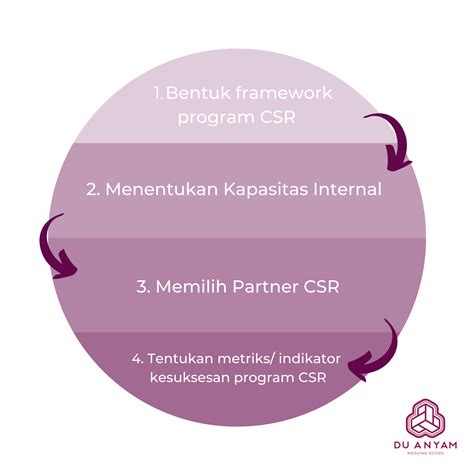 1. Bentuk framework
program CSR
2. Menentukan Kapasitas Internal
3. Memilih Partner CSR
4. Tentukan metriks/ indikator
kesuksesan program CSR
DU ANYAM
WEAVING GOODS